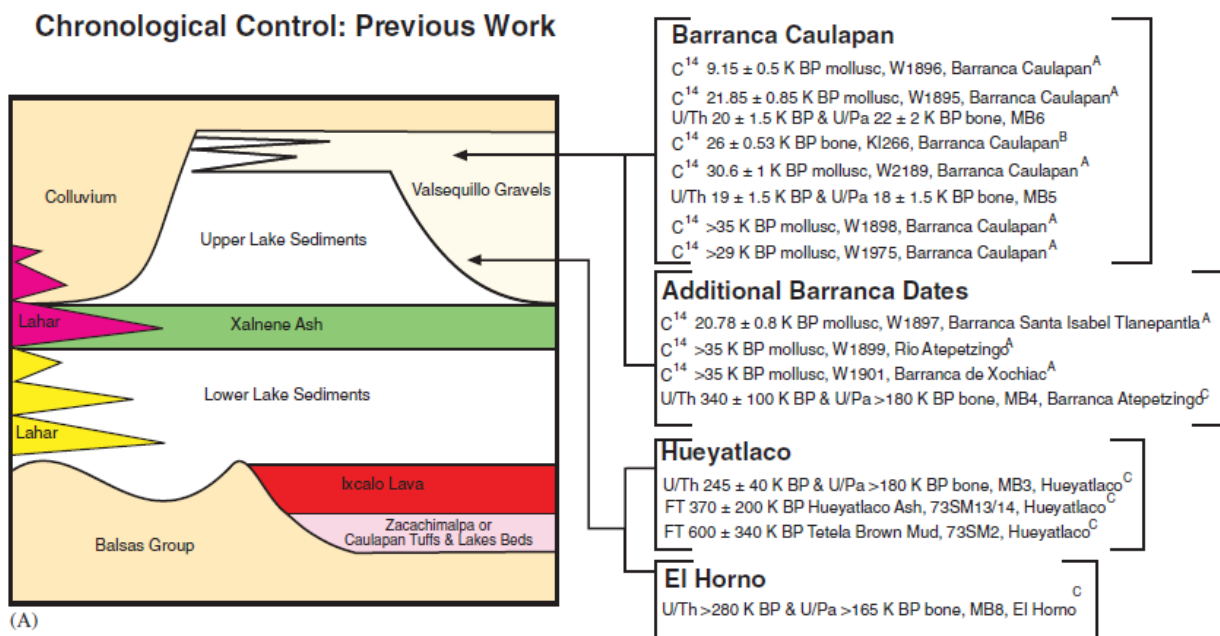 Chronological Control: Previous Work
Colluvium
Valsequillo Gravels
Upper Lake Sediments
Lahar
Xalnene Ash
Lower Lake Sediments
Lahar
Ixcalo Lava
Zacachimalpa or
Caulapan Tuffs & Lakes Beds
Balsas Group
(A)
Barranca Caulapan
C14 9.15 ± 0.5 K BP mollusc, W1896, Barranca CaulapanA
C14 21.85 ± 0.85 K BP mollusc, W1895, Barranca CaulapanA
U/Th 20 ± 1.5 K BP & U/Pa 22 ± 2 K BP bone, MB6
C14 26 ± 0.53 K BP bone, KI266, Barranca CaulapanB
C14 30.6 ± 1 K BP mollusc, W2189, Barranca CaulapanA
U/Th 19 ± 1.5 K BP & U/Pa 18 ± 1.5 K BP bone, MB5
C14 >35 K BP mollusc, W1898, Barranca CaulapanA
C14 >29 K BP mollusc, W1975, Barranca CaulapanA
Additional Barranca Dates
C14 20.78 ± 0.8 K BP mollusc, W1897, Barranca Santa Isabel TlanepantlaA
C14 >35 K BP mollusc, W1899, Rio AtepetzingoA
C14 >35 K BP mollusc, W1901, Barranca de XochiacA
U/Th 340 ± 100 K BP & U/Pa >180 K BP bone, MB4, Barranca AtepetzingoC
Hueyatlaco
U/Th 245 ± 40 K BP & U/Pa >180 K BP bone, MB3, HueyatlacoC
FT 370 ± 200 K BP Hueyatlaco Ash, 73SM13/14, HueyatlacoC
FT 600 ± 340 K BP Tetela Brown Mud, 73SM2, HueyatlacoC
El Horno
U/Th >280 K BP & U/Pa >165 K BP bone, MB8, El HornoC